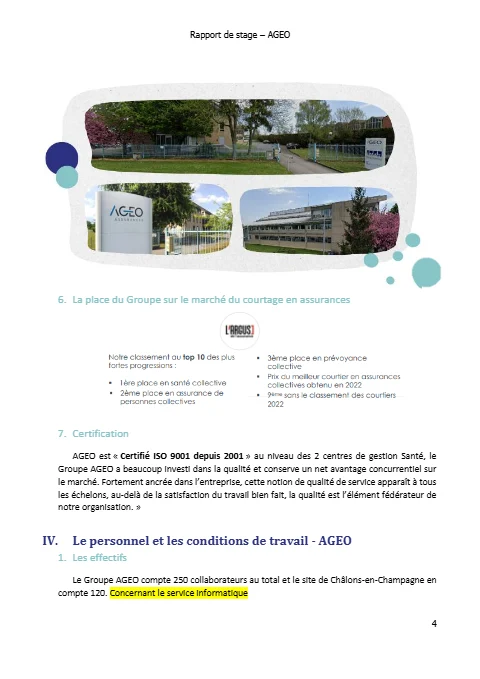 Rapport de stage – AGEO
AGEO
AGEO
6. La place du Groupe sur le marché du courtage en assurances
L'ARGUS
Notre classement au top 10 des plus
fortes progressions :
▪ 1ère place en santé collective
▪ 2ème place en assurance de
personnes collectives
▪ 3ème place en prévoyance
collective
▪ Prix du meilleur courtier en assurances
collectives obtenu en 2022
▪ 9ème sans le classement des courtiers
2022
7. Certification
AGEO est « Certifié ISO 9001 depuis 2001 » au niveau des 2 centres de gestion Santé, le
Groupe AGEO a beaucoup investi dans la qualité et conserve un net avantage concurrentiel sur
le marché. Fortement ancrée dans l'entreprise, cette notion de qualité de service apparaît à tous
les échelons, au-delà de la satisfaction du travail bien fait, la qualité est l'élément fédérateur de
notre organisation. »
IV. Le personnel et les conditions de travail - AGEO
1. Les effectifs
Le Groupe AGEO compte 250 collaborateurs au total et le site de Châlons-en-Champagne en
compte 120. Concernant le service informatique
4